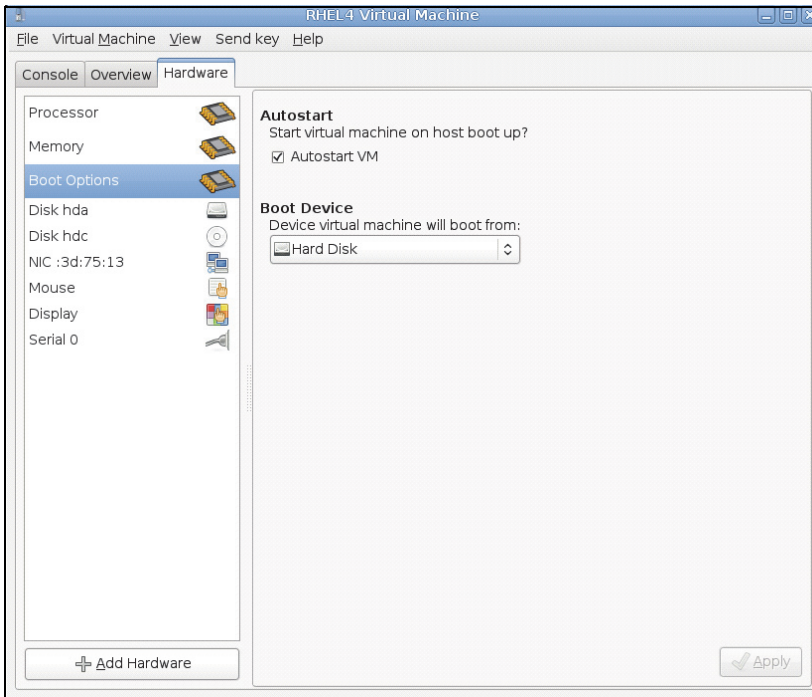 RHEL4 Virtual Machine
File Virtual Machine View Send key Help
Console Overview Hardware
Processor
Memory
Boot Options
Disk hda
Disk hdc
NIC :3d:75:13
Mouse
Display
Serial 0
Add Hardware
Autostart
Start virtual machine on host boot up?
Autostart VM
Boot Device
Device virtual machine will boot from:
Hard Disk
Apply